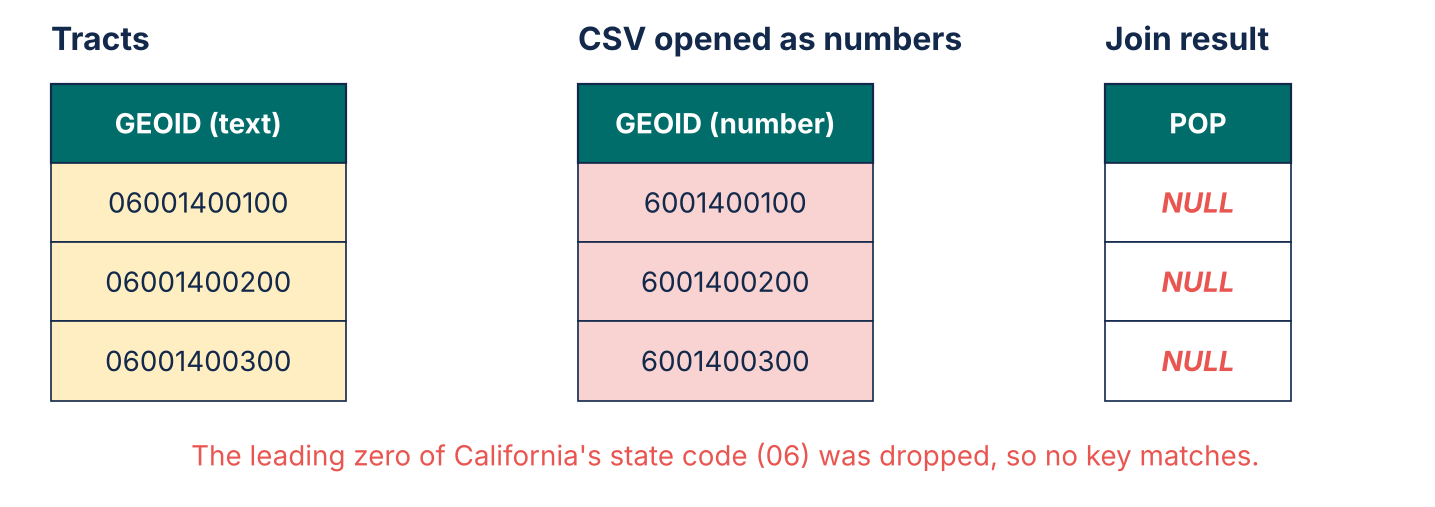 Tracts
CSV opened as numbers
Join result
GEOID (text)
GEOID (number)
POP
06001400100
6001400100
NULL
06001400200
6001400200
NULL
06001400300
6001400300
NULL
The leading zero of California's state code (06) was dropped, so no key matches.